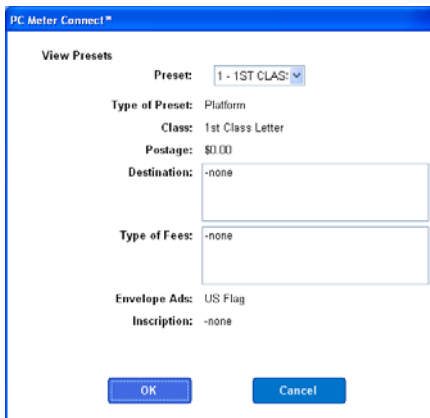 PC Meter Connect™
View Presets
Preset: 1 - 1ST CLAS
Type of Preset: Platform
Class: 1st Class Letter
Postage: $0.00
Destination: -none
Type of Fees: -none
Envelope Ads: US Flag
Inscription: -none
OK Cancel